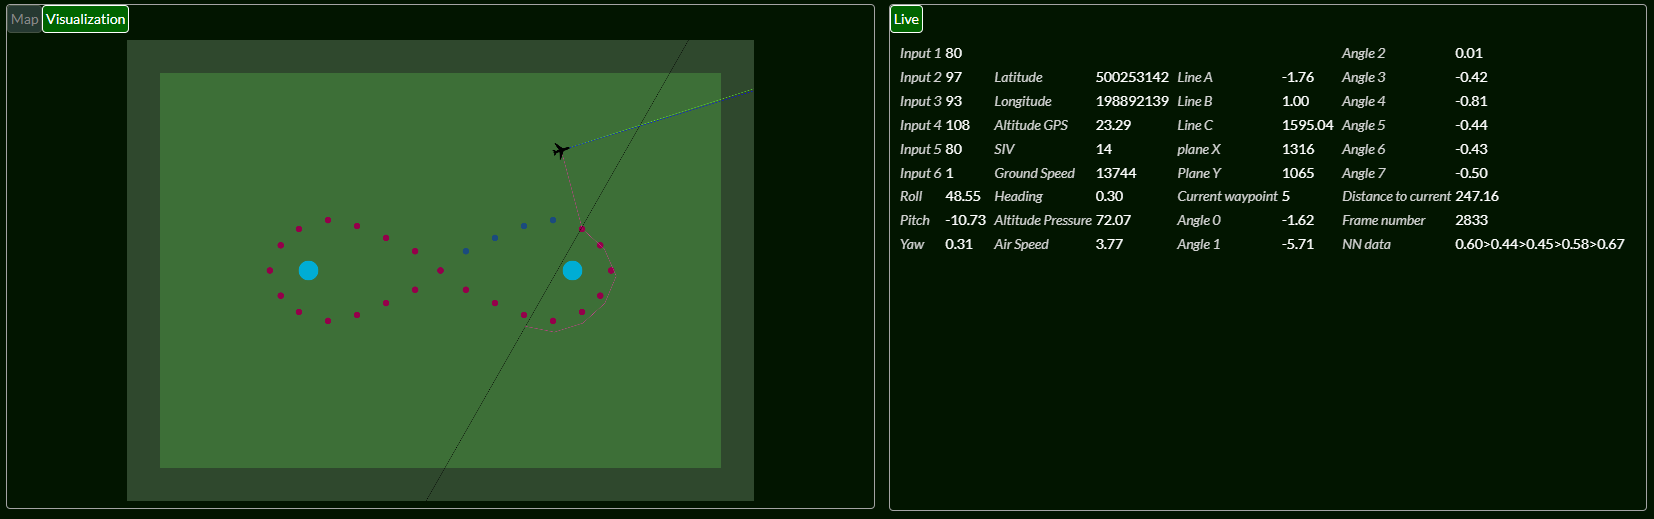 Map Visualization Live
Input 1 80 Angle 2 0.01
Input 2 97 Latitude 500253142 Line A -1.76 Angle 3 -0.42
Input 3 93 Longitude 198892139 Line B 1.00 Angle 4 -0.81
Input 4 108 Altitude GPS 23.29 Line C 1595.04 Angle 5 -0.44
Input 5 80 SIV 14 plane X 1316 Angle 6 -0.43
Input 6 1 Ground Speed 13744 Plane Y 1065 Angle 7 -0.50
Roll 48.55 Heading 0.30 Current waypoint 5 Distance to current 247.16
Pitch -10.73 Altitude Pressure 72.07 Angle 0 -1.62 Frame number 2833
Yaw 0.31 Air Speed 3.77 Angle 1 -5.71 NN data 0.60>0.44>0.45>0.58>0.67